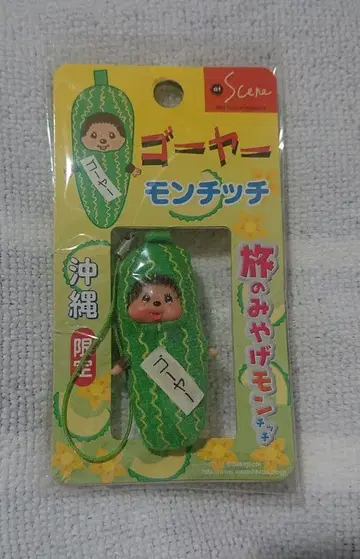 at
Scene
ゴーヤー
ゴーヤー
モンチッチ
沖縄
限定
旅のみやげモンチッチ
ゴーヤー